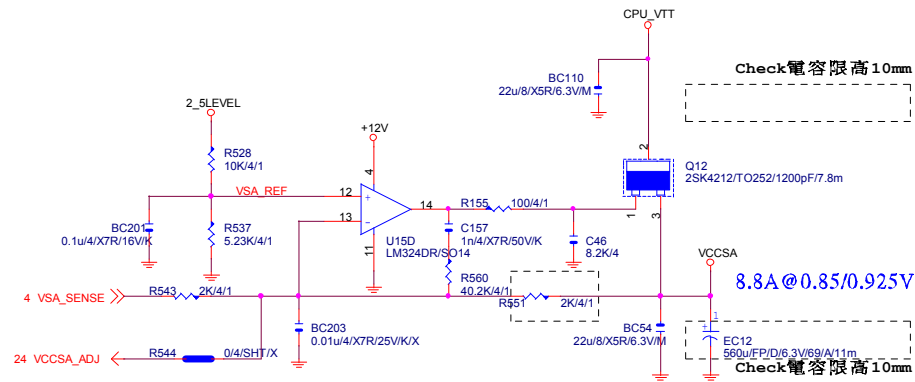 CPU_VTT
Check電容限高10mm
BC110
22u/8/X5R/6.3V/M
2_5LEVEL
+12V
R528
10K/4/1
2
Q12
2SK4212/TO252/1200pF/7.8m
4
VSA_REF
12
+
14
R155
100/4/1
1
3
13
-
BC201
0.1u/4/X7R/16V/K
R537
5.23K/4/1
11
U15D
LM324DR/SO14
C157
1n/4/X7R/50V/K
C46
8.2K/4
VCCSA
R560
40.2K/4/1
8.8A@0.85/0.925V
4 VSA_SENSE
R543
2K/4/1
R551
2K/4/1
BC203
0.01u/4/X7R/25V/K/X
BC54
22u/8/X5R/6.3V/M
1
+
EC12
560u/FP/D/6.3V/69/A/11m
24 VCCSA_ADJ
R544
0/4/SHT/X
Check電容限高10mm